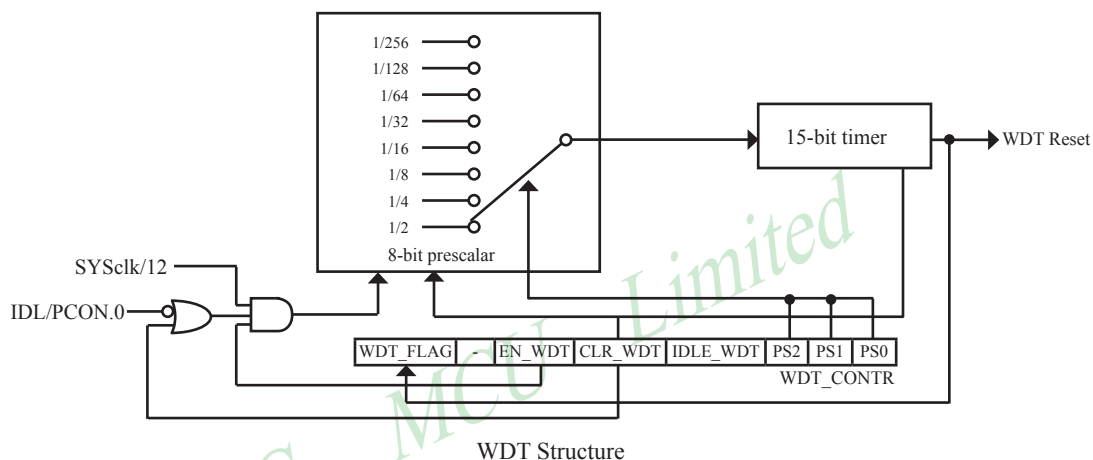 1/256
1/128
1/64
1/32
1/16
1/8
1/4
1/2
8-bit prescalar
15-bit timer
WDT Reset
SYSclk/12
IDL/PCON.0
WDT_FLAG - EN_WDT CLR_WDT IDLE_WDT PS2 PS1 PS0
WDT_CONTR
MCU Limited
WDT Structure